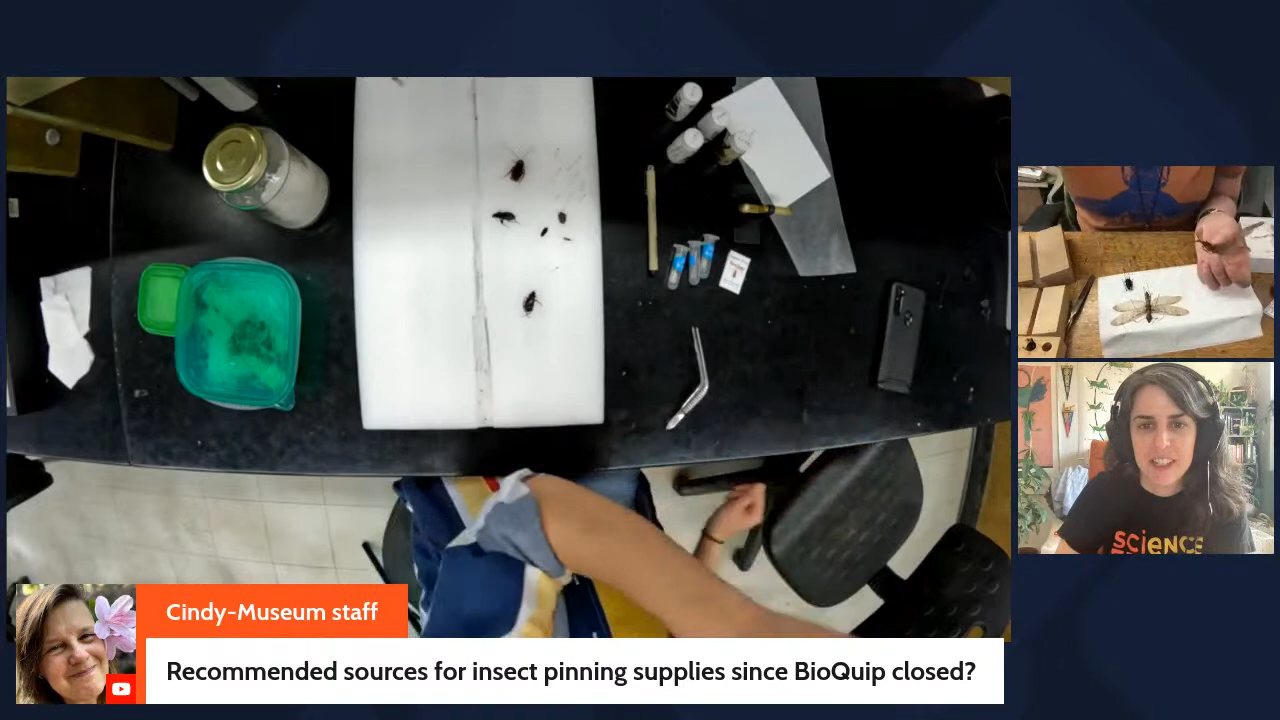 SCIENCE
Cindy-Museum staff
Recommended sources for insect pinning supplies since BioQuip closed?